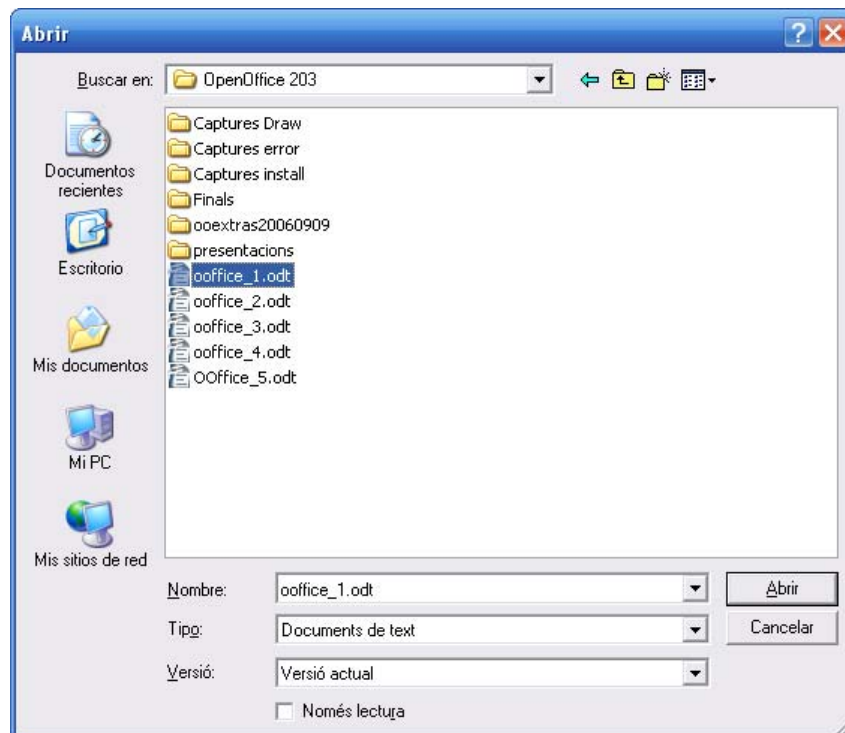 Abrir
Buscar en:
OpenOffice 203
Documentos
recientes
Escritorio
Mis documentos
Mi PC
Mis sitios de red
Captures Draw
Captures error
Captures install
Finals
ooextras20060909
presentacions
ooffice_1.odt
ooffice_2.odt
ooffice_3.odt
ooffice_4.odt
OOffice_5.odt
Nombre:
ooffice_1.odt
Abrir
Tipo:
Documents de text
Cancelar
Versió:
Versió actual
Només lectura